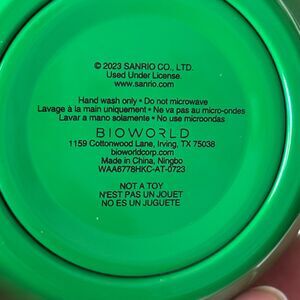 © 2023 SANRIO CO., LTD.
Used Under License.
www.sanrio.com
Hand wash only • Do not microwave
Lavage à la main uniquement • Ne va pas au micro-ondes
Lavar a mano solamente • No use microondas
BIOWORLD
1159 Cottonwood Lane, Irving, TX 75038
bioworldcorp.com
Made in China, Ningbo
WAA6778HKC-AT-0723
NOT A TOY
N'EST PAS UN JOUET
NO ES UN JUGUETE